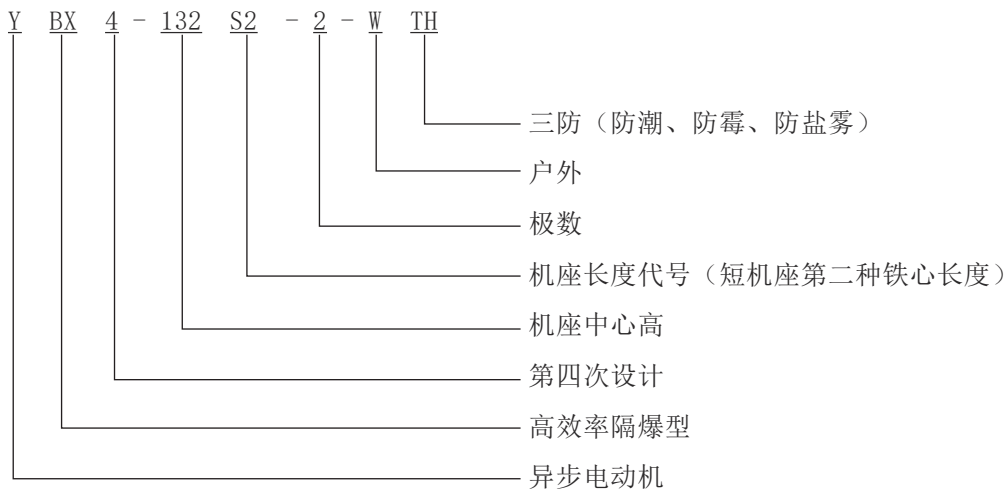 Y BX 4 - 132 S2 - 2 - W TH
三防（防潮、防霉、防盐雾）
户外
极数
机座长度代号（短机座第二种铁心长度）
机座中心高
第四次设计
高效率隔爆型
异步电动机